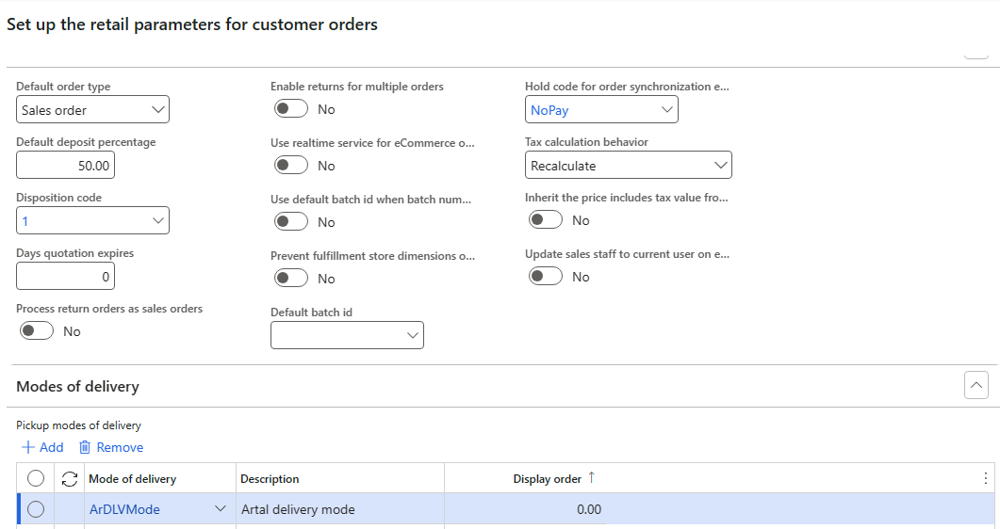 Set up the retail parameters for customer orders
Default order type
Sales order
Default deposit percentage
50.00
Disposition code
1
Days quotation expires
0
Process return orders as sales orders
No
Enable returns for multiple orders
No
Use realtime service for eCommerce o...
No
Use default batch id when batch num...
No
Prevent fulfillment store dimensions o...
No
Default batch id
Hold code for order synchronization e...
NoPay
Tax calculation behavior
Recalculate
Inherit the price includes tax value fro...
No
Update sales staff to current user on e...
No
Modes of delivery
Pickup modes of delivery
Add Remove
Mode of delivery Description Display order ↑
ArDLVMode Artal delivery mode 0.00